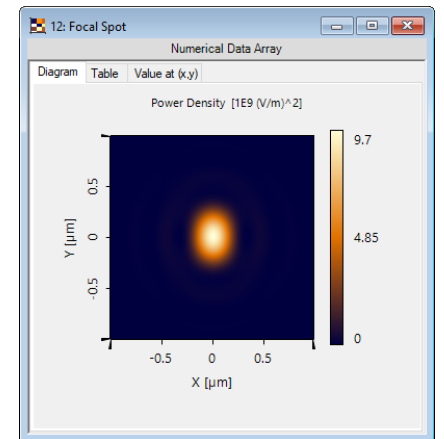 12: Focal Spot
Numerical Data Array
Diagram Table Value at (x,y)
Power Density [1E9 (V/m)^2]
9.7
4.85
0
0.5
0
-0.5
Y [µm]
-0.5 0 0.5
X [µm]